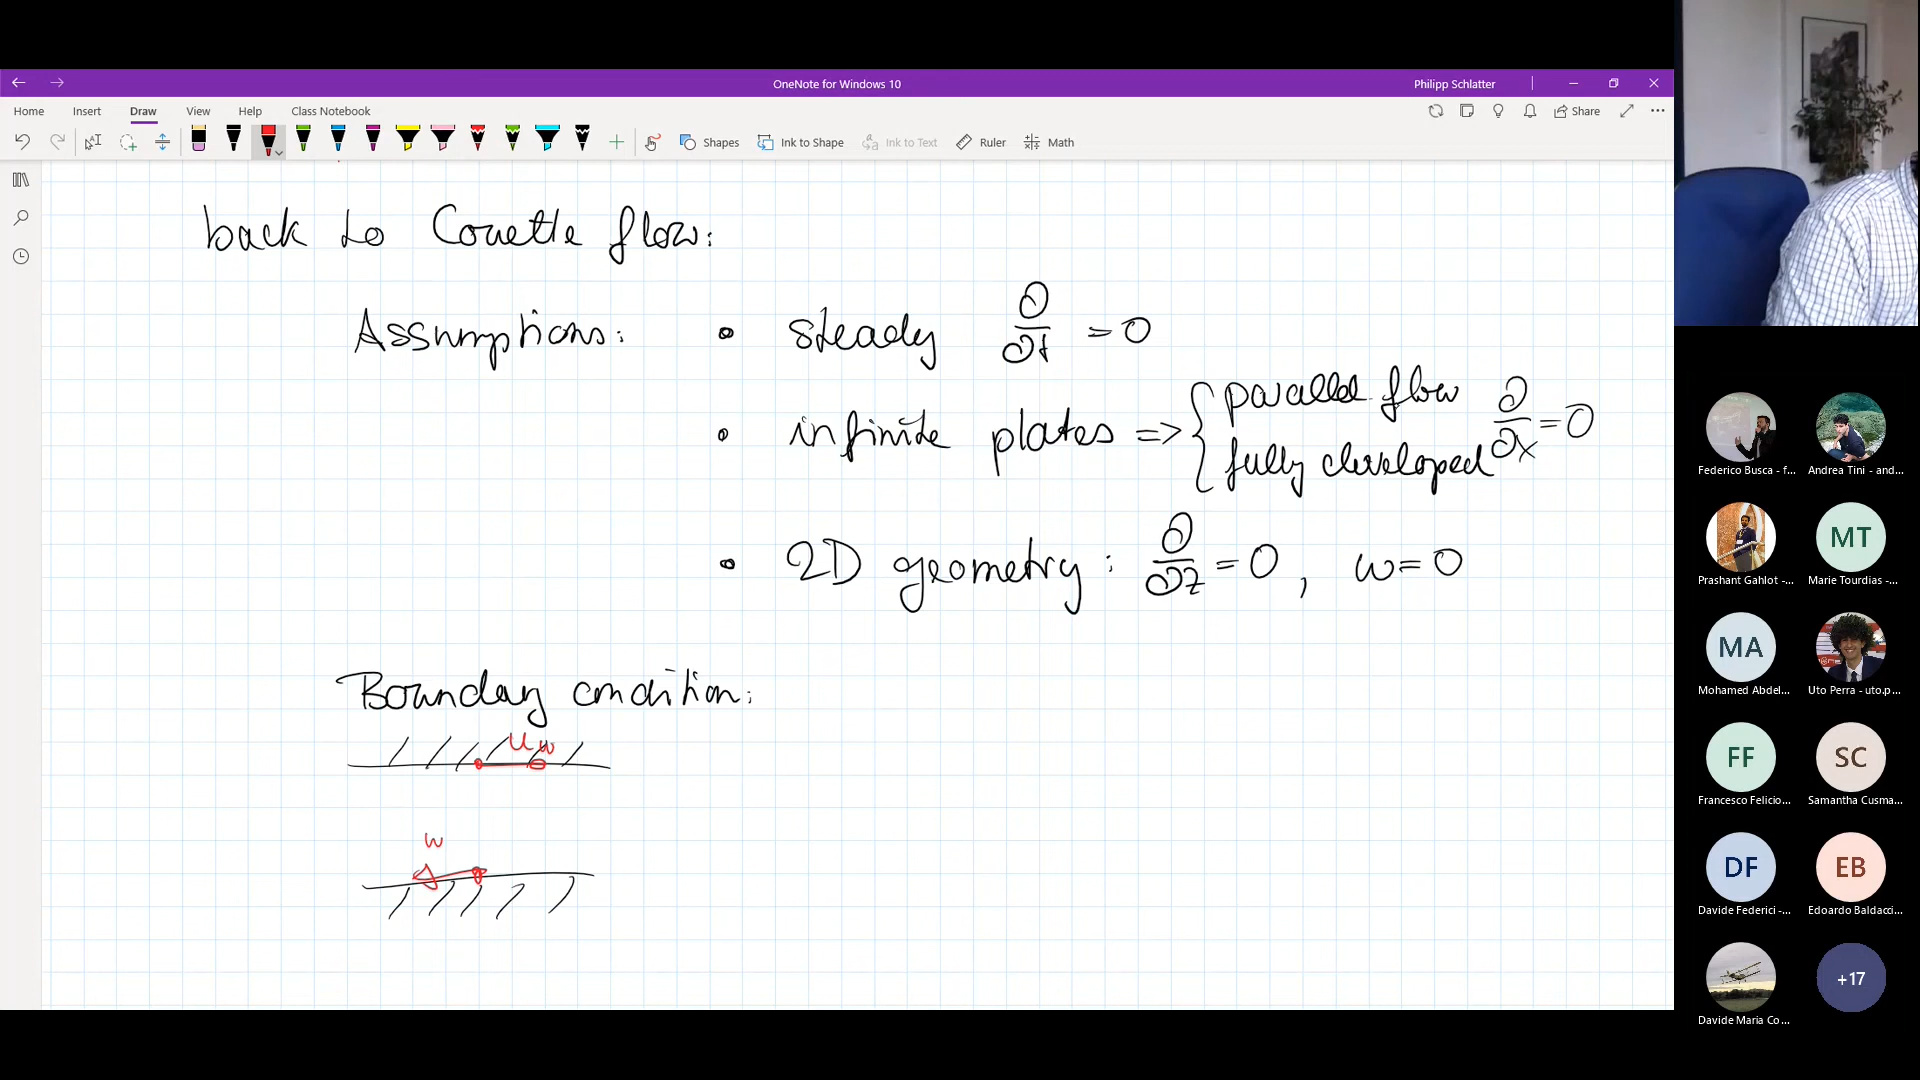 OneNote for Windows 10
Philipp Schlatter
Home Insert Draw View Help Class Notebook
Share
Shapes Ink to Shape Ink to Text Ruler Math
back to Couette flow:
Assumptions: • steady ∂/∂t = 0
• infinite plates => { parallel flow
fully developed ∂/∂x = 0
• 2D geometry: ∂/∂z = 0, w = 0
Boundary condition:
u w
w
Federico Busca - f...
Andrea Tini - and...
Prashant Gahlot -...
MT
Marie Tourdias -...
MA
Mohamed Abdel...
Uto Perra - uto.p...
FF
Francesco Felicio...
SC
Samantha Cusma...
DF
Davide Federici -...
EB
Edoardo Baldacci...
Davide Maria Co...
+17